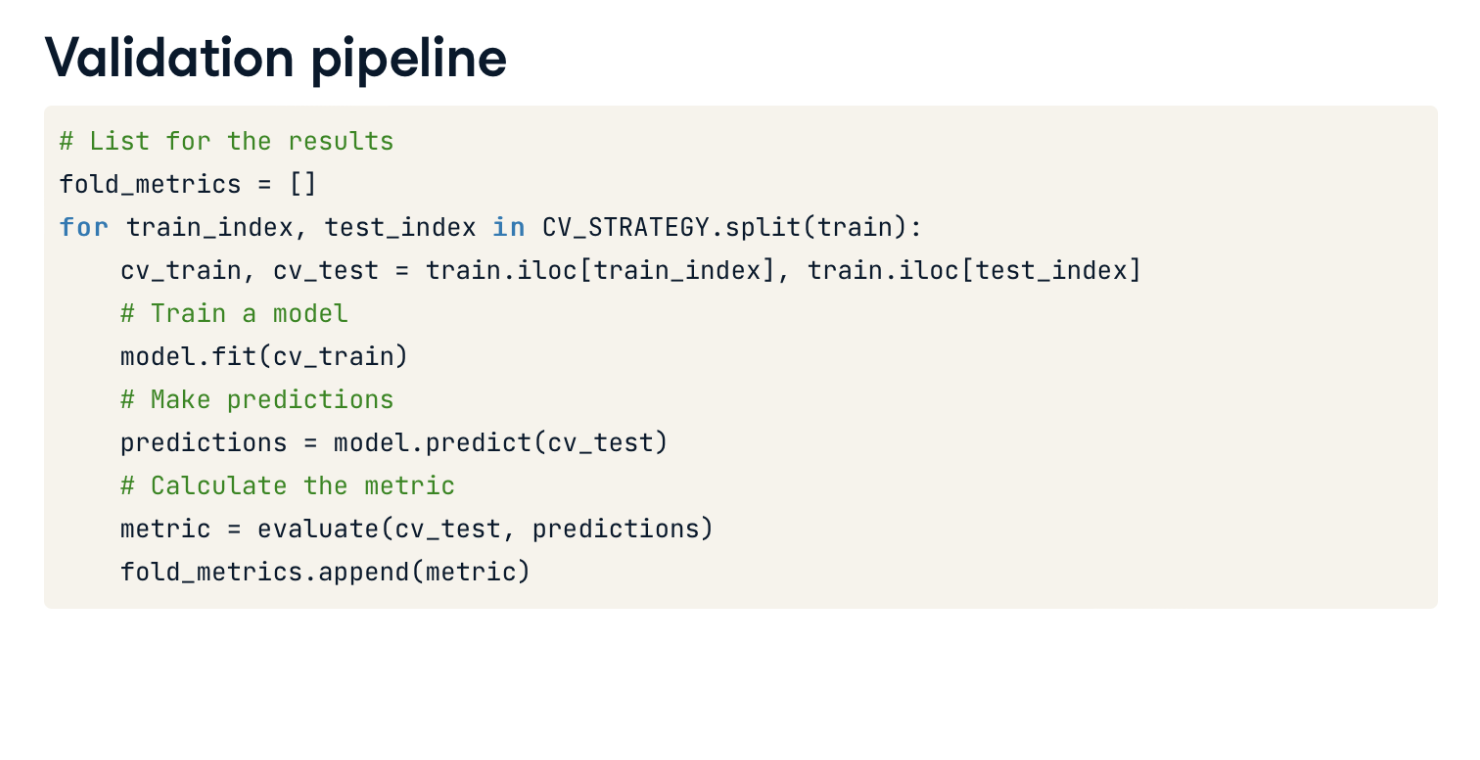 Validation pipeline
# List for the results
fold_metrics = []
for train_index, test_index in CV_STRATEGY.split(train):
    cv_train, cv_test = train.iloc[train_index], train.iloc[test_index]
    # Train a model
    model.fit(cv_train)
    # Make predictions
    predictions = model.predict(cv_test)
    # Calculate the metric
    metric = evaluate(cv_test, predictions)
    fold_metrics.append(metric)